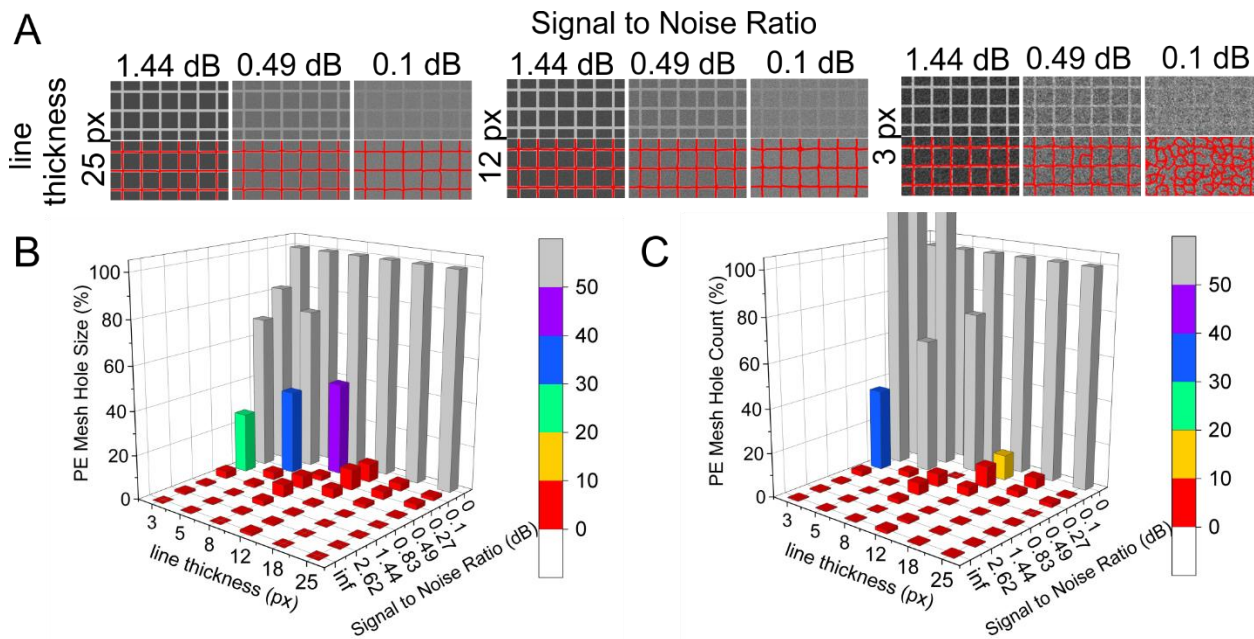 A
Signal to Noise Ratio
1.44 dB 0.49 dB 0.1 dB
1.44 dB 0.49 dB 0.1 dB
1.44 dB 0.49 dB 0.1 dB
line
thickness
25 px
12 px
3 px
B
PE Mesh Hole Size (%)
100
80
60
40
20
0
3
5
8
12
18
25
line thickness (px)
inf
2.62
1.44
0.83
0.49
0.27
0.1
0
Signal to Noise Ratio (dB)
50
40
30
20
10
0
C
PE Mesh Hole Count (%)
100
80
60
40
20
0
3
5
8
12
18
25
line thickness (px)
inf
2.62
1.44
0.83
0.49
0.27
0.1
0
Signal to Noise Ratio (dB)
50
40
30
20
10
0